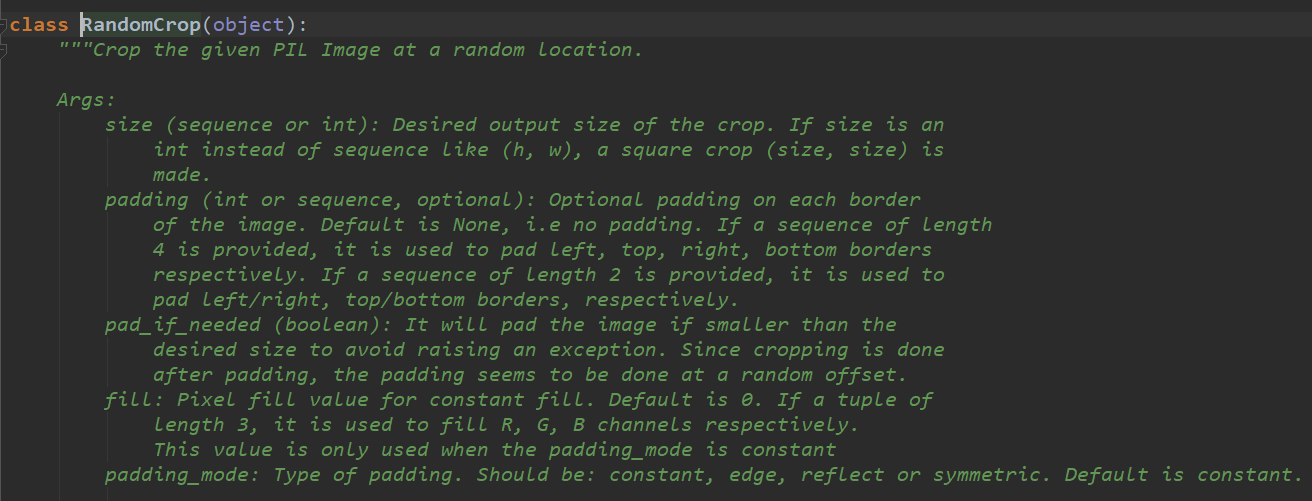 class RandomCrop(object):
"""Crop the given PIL Image at a random location.
Args:
size (sequence or int): Desired output size of the crop. If size is an
int instead of sequence like (h, w), a square crop (size, size) is
made.
padding (int or sequence, optional): Optional padding on each border
of the image. Default is None, i.e no padding. If a sequence of length
4 is provided, it is used to pad left, top, right, bottom borders
respectively. If a sequence of length 2 is provided, it is used to
pad left/right, top/bottom borders, respectively.
pad_if_needed (boolean): It will pad the image if smaller than the
desired size to avoid raising an exception. Since cropping is done
after padding, the padding seems to be done at a random offset.
fill: Pixel fill value for constant fill. Default is 0. If a tuple of
length 3, it is used to fill R, G, B channels respectively.
This value is only used when the padding_mode is constant
padding_mode: Type of padding. Should be: constant, edge, reflect or symmetric. Default is constant.